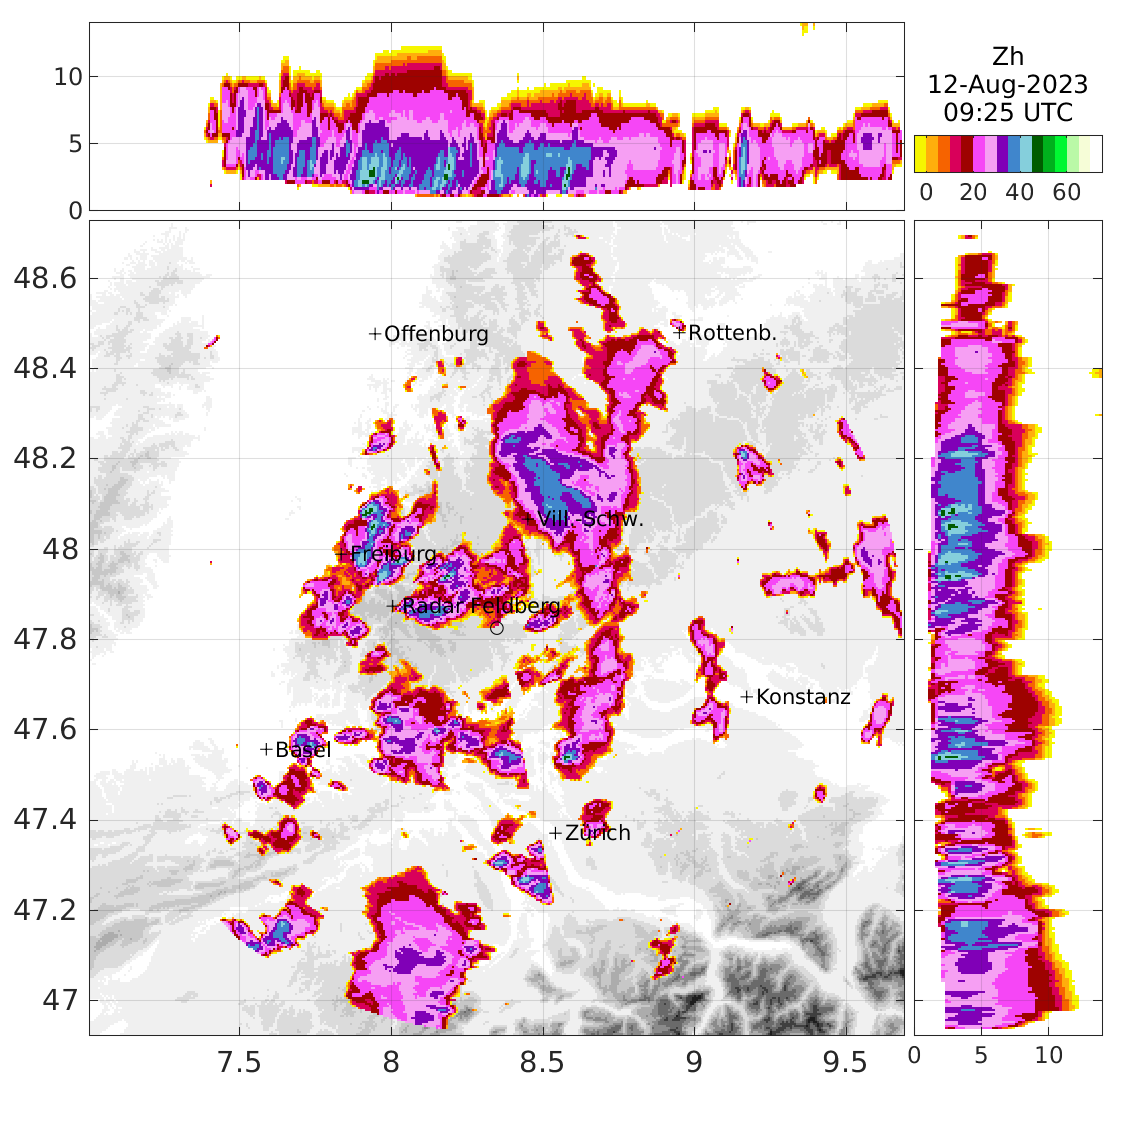 10
5
0
Zh
12-Aug-2023
09:25 UTC
0 20 40 60
48.6
48.4
48.2
48
47.8
47.6
47.4
47.2
47
+Offenburg
+Rottenb.
Vill.-Schw.
+Freiburg
+Radar Feldberg
+Konstanz
+Basel
+Zürich
7.5 8 8.5 9 9.5
0 5 10